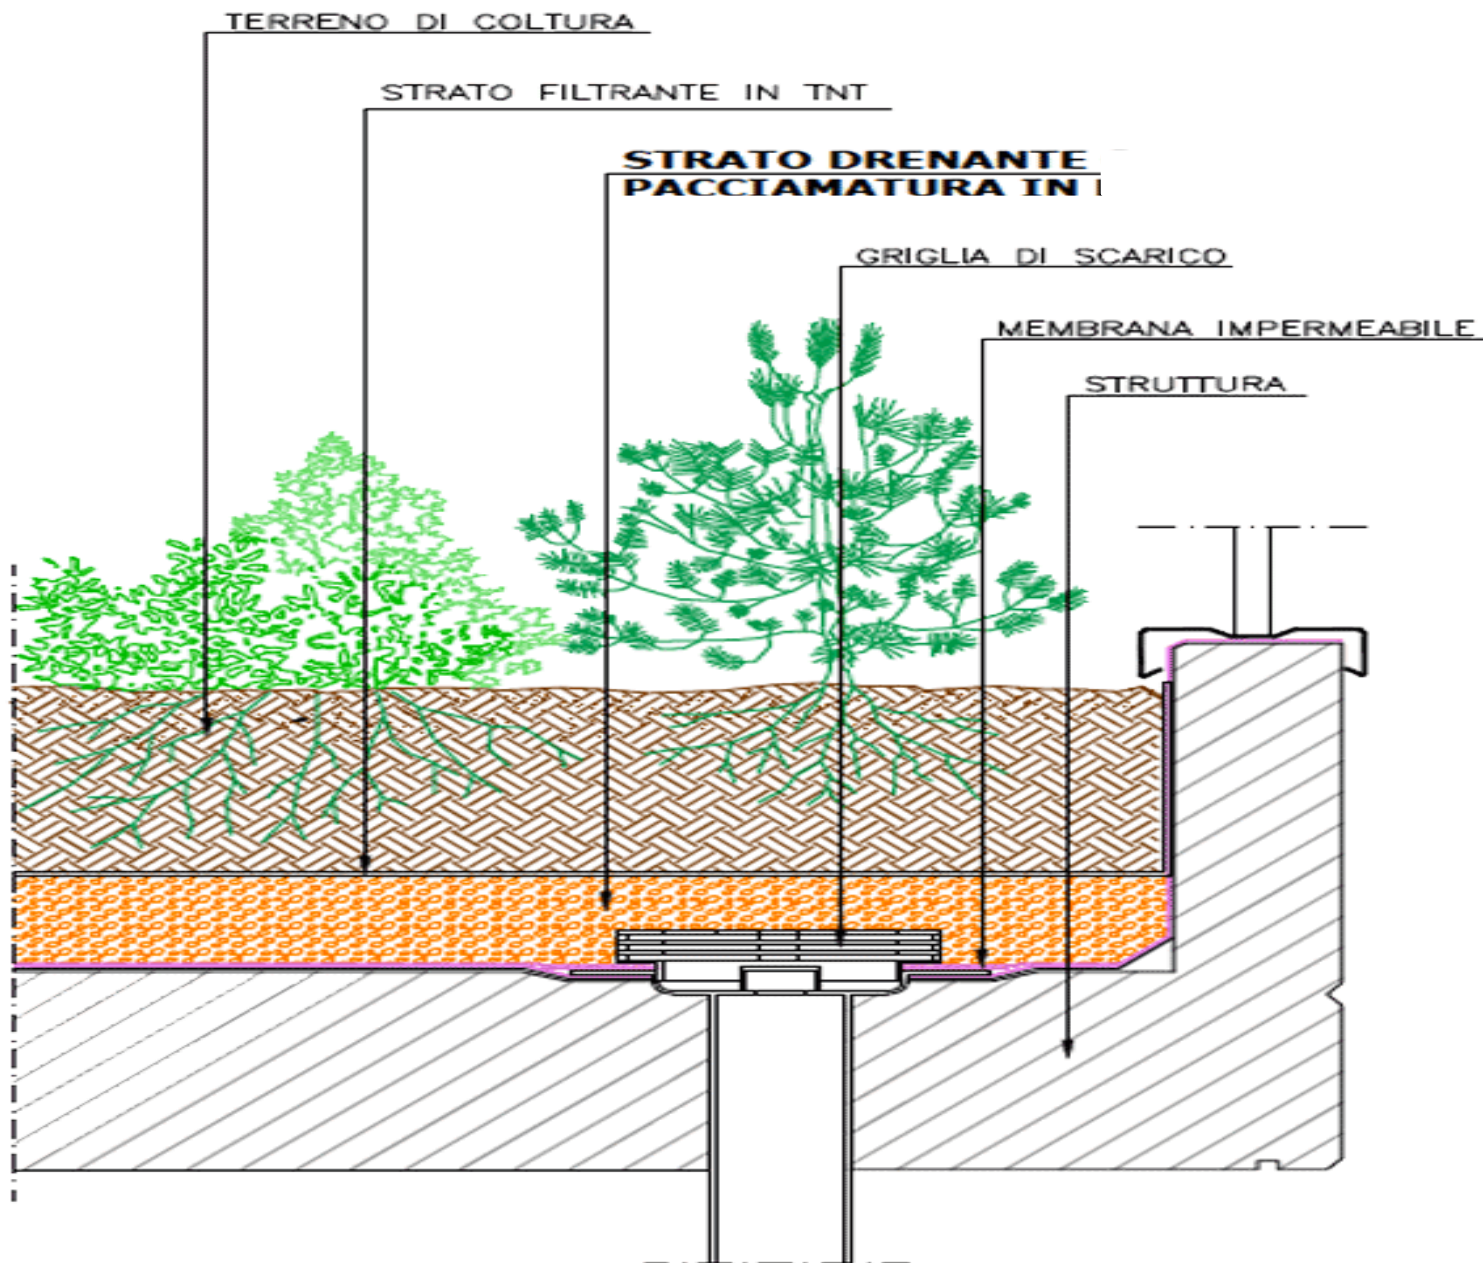 TERRENO DI COLTURA
STRATO FILTRANTE IN TNT
STRATO DRENANTE
PACCIAMATURA IN
GRIGLIA DI SCARICO
MEMBRANA IMPERMEABILE
STRUTTURA